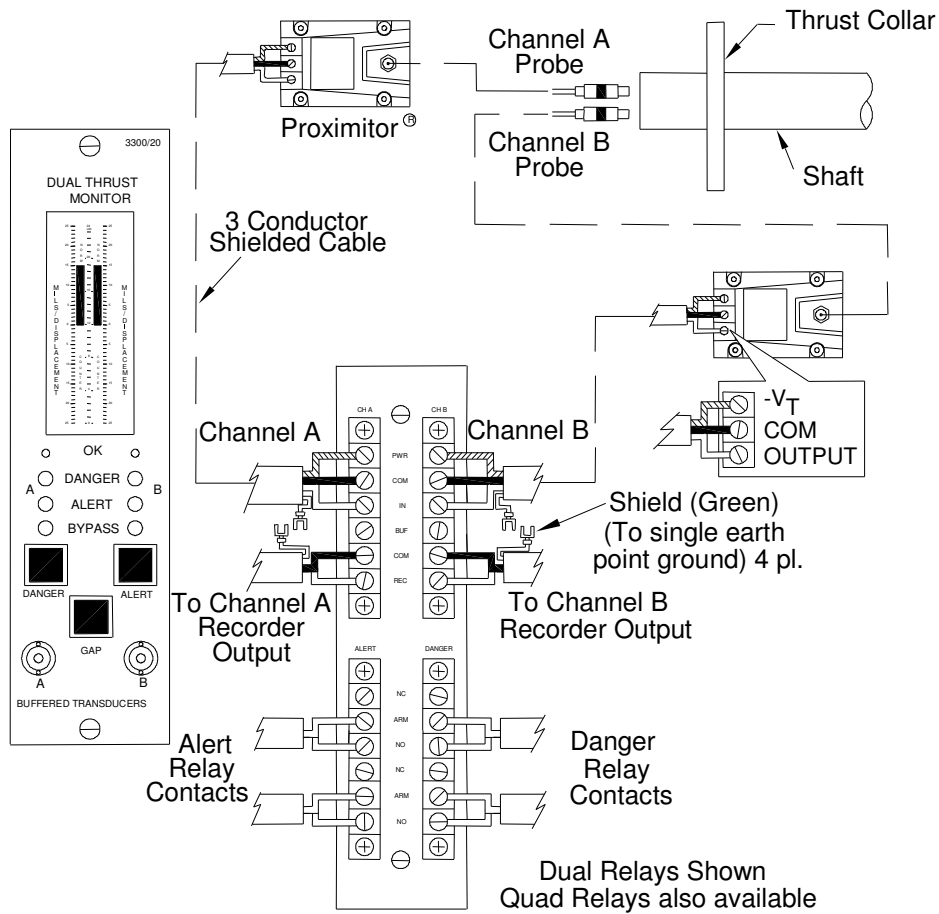 Thrust Collar
Channel A
Probe
Proximitor ®
Channel B
Probe
Shaft
3300/20
DUAL THRUST
MONITOR
MILS/DISPLACEMENT
MILS/DISPLACEMENT
3 Conductor
Shielded Cable
-VT
COM
OUTPUT
CH A
CH B
Channel A
Channel B
PWR
COM
IN
BUF
COM
REC
Shield (Green)
(To single earth
point ground) 4 pl.
OK
A
DANGER
B
ALERT
BYPASS
DANGER
ALERT
GAP
A
B
BUFFERED TRANSDUCERS
To Channel A
Recorder
Output
To Channel B
Recorder Output
ALERT
DANGER
NC
ARM
NO
NC
ARM
NO
Alert
Relay
Contacts
Danger
Relay
Contacts
Dual Relays Shown
Quad Relays also available